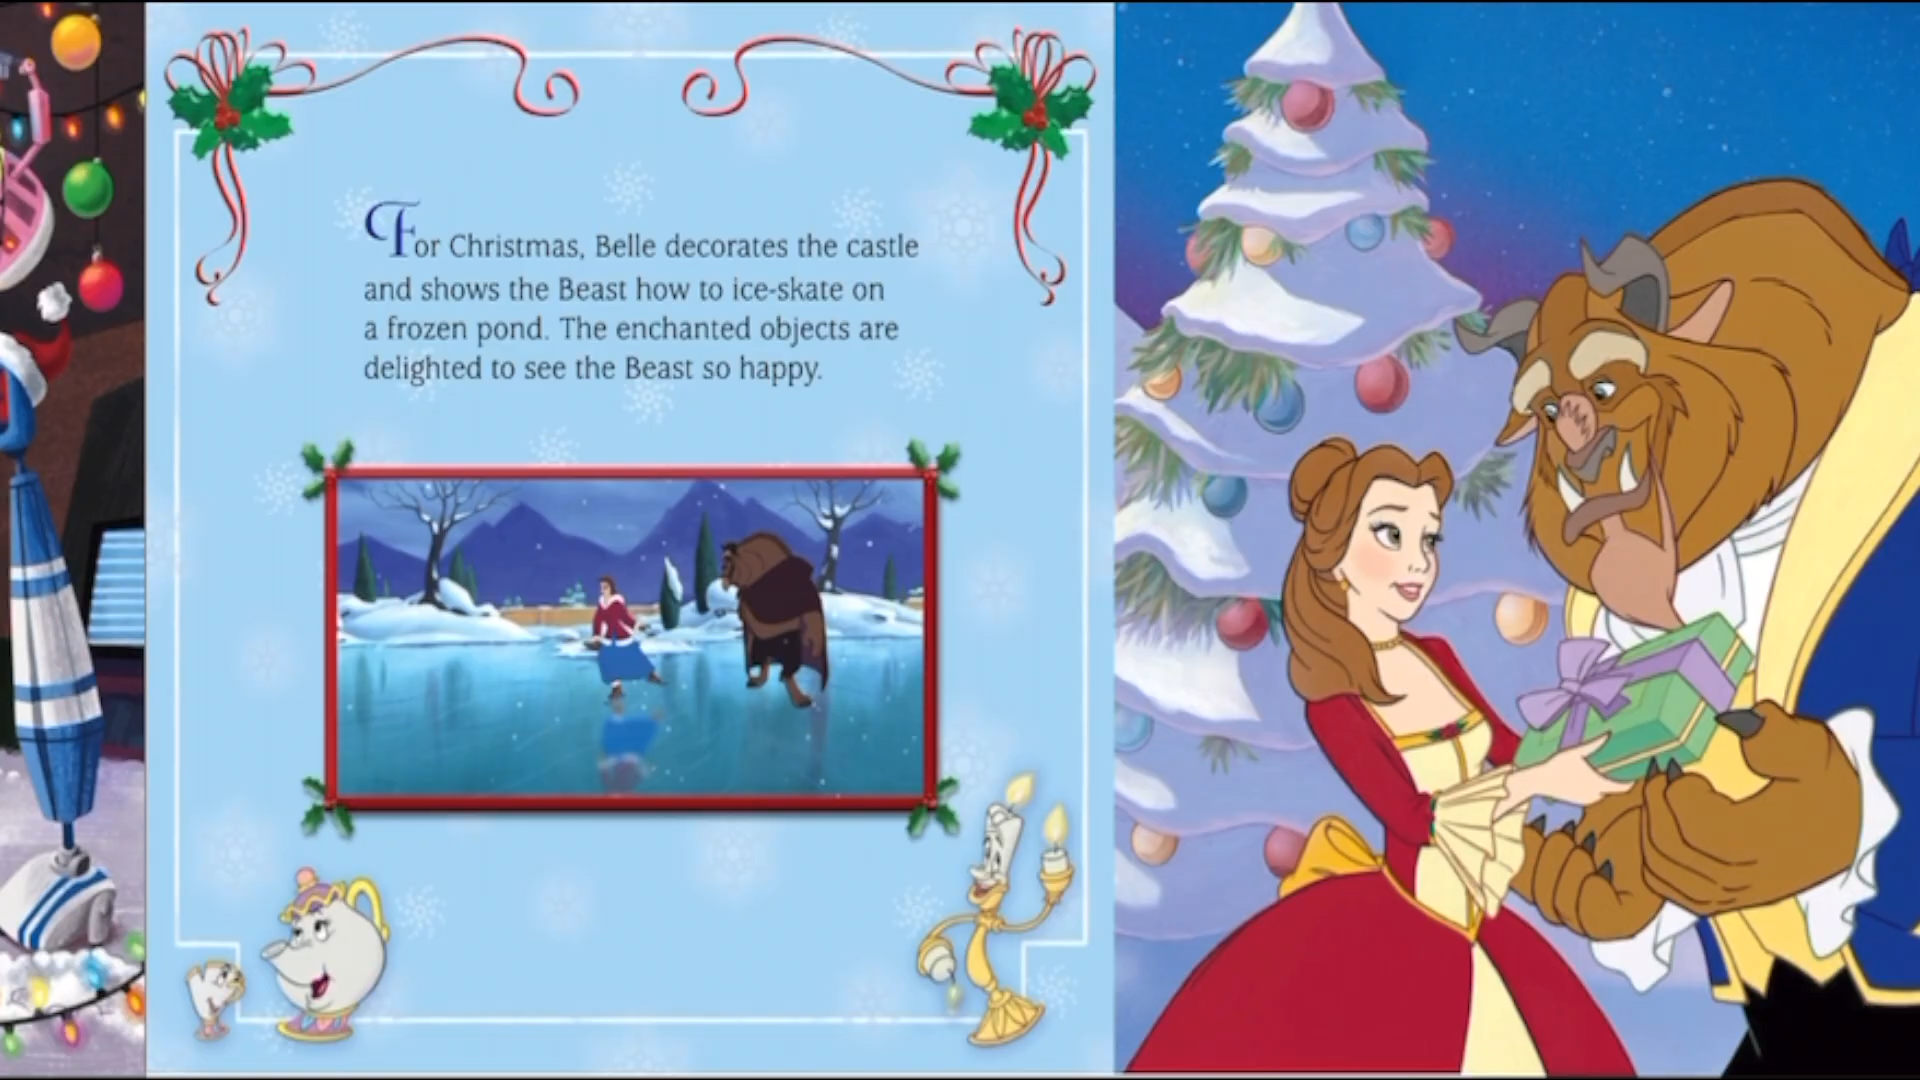 For Christmas, Belle decorates the castle
and shows the Beast how to ice-skate on
a frozen pond. The enchanted objects are
delighted to see the Beast so happy.